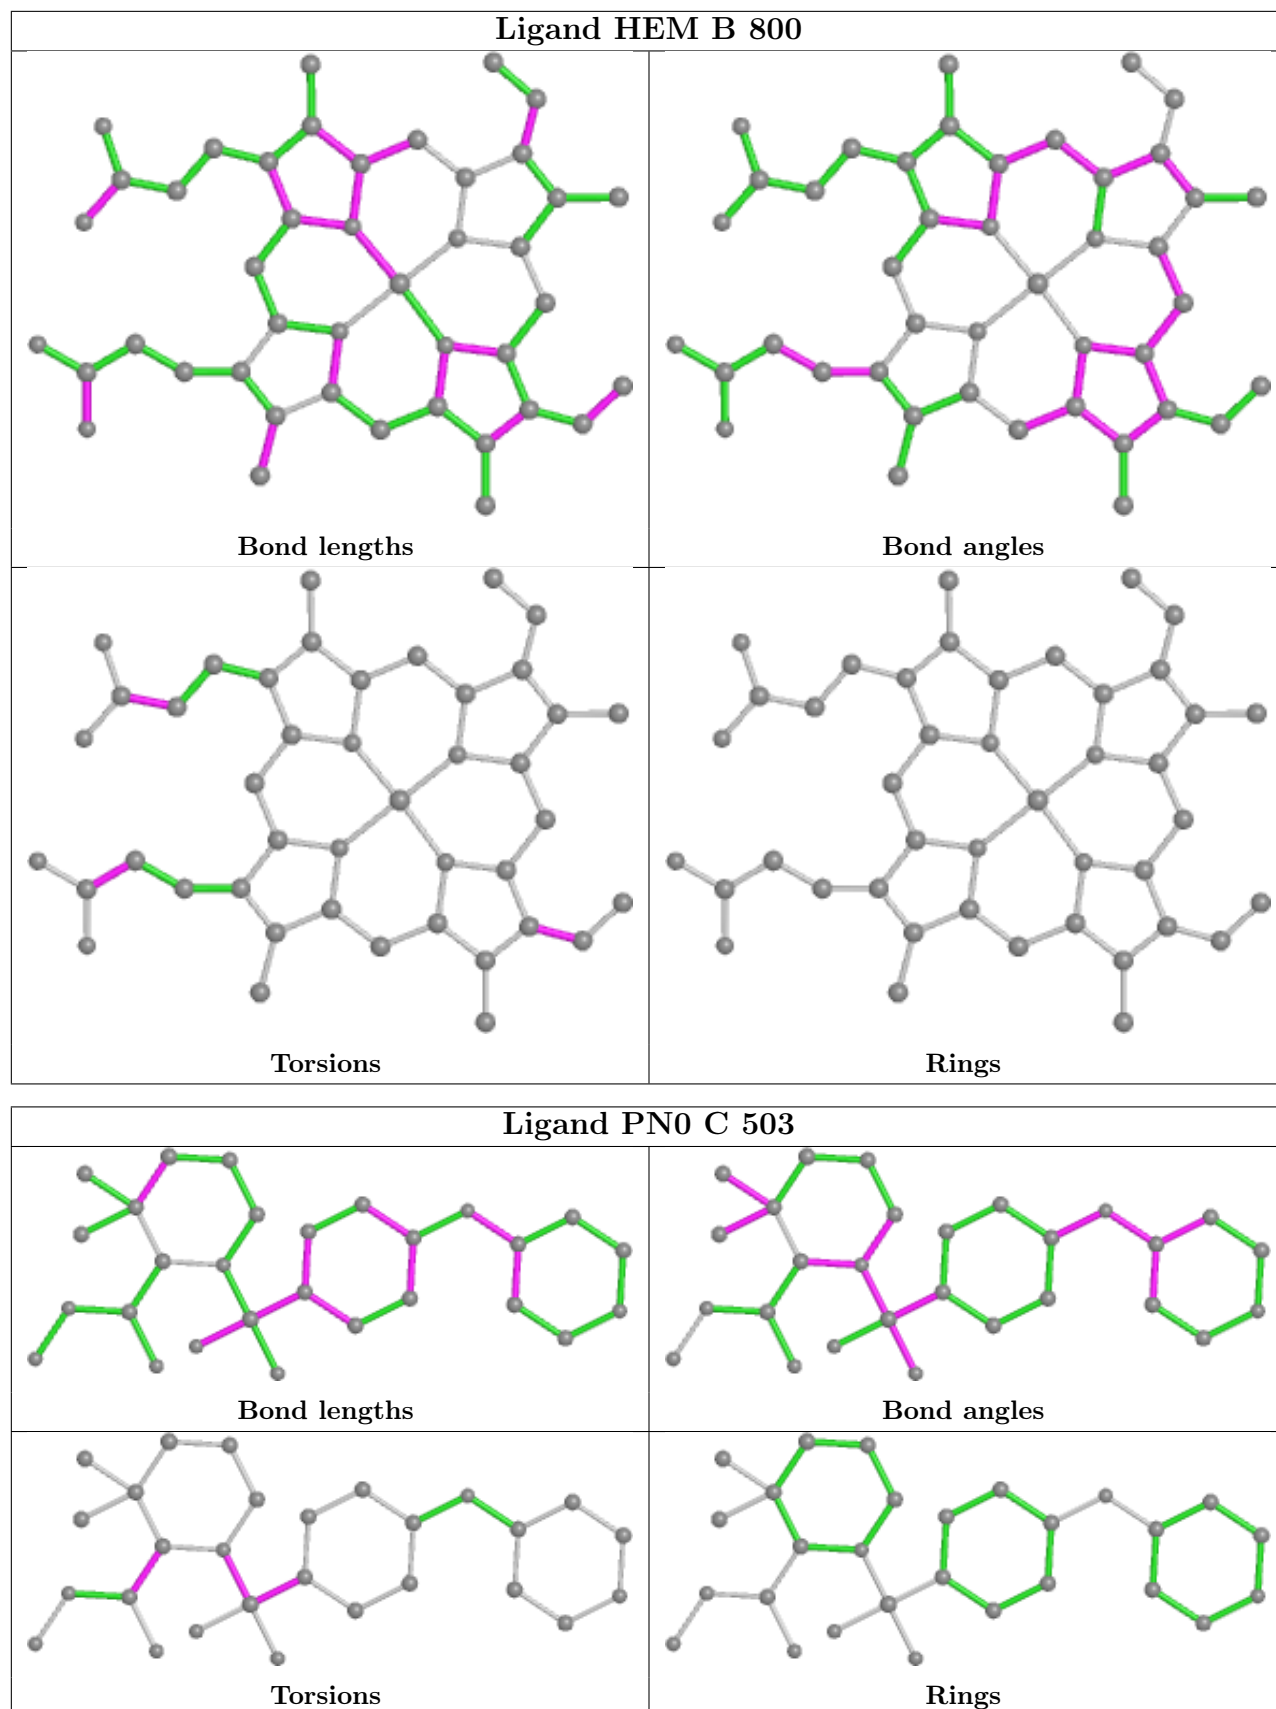 Ligand HEM B 800
Bond lengths
Bond angles
Torsions
Rings
Ligand PN0 C 503
Bond lengths
Bond angles
Torsions
Rings